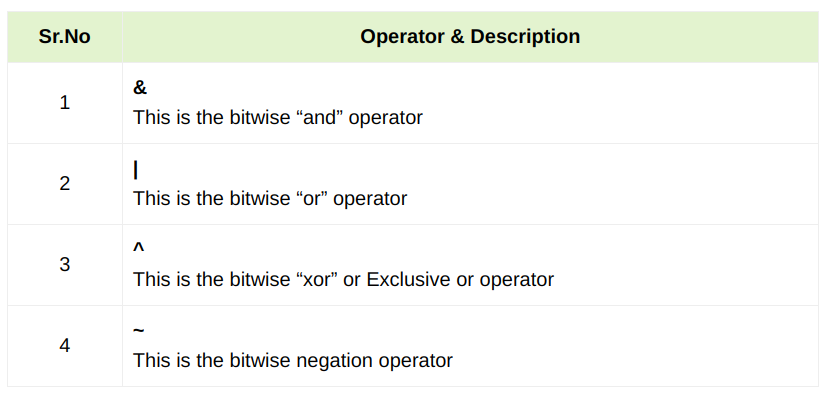 Sr.No Operator & Description
1
&
This is the bitwise “and” operator
2
|
This is the bitwise “or” operator
3
^
This is the bitwise “xor” or Exclusive or operator
4
~
This is the bitwise negation operator